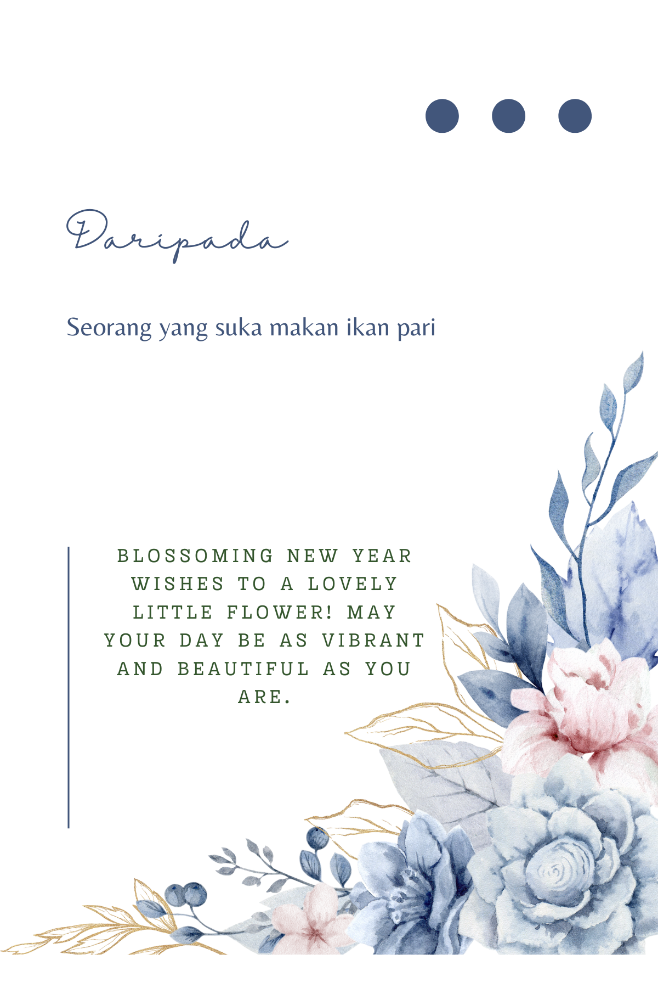 Daripada
Seorang yang suka makan ikan pari
BLOSSOMING NEW YEAR
WISHES TO A LOVELY
LITTLE FLOWER! MAY
YOUR DAY BE AS VIBRANT
AND BEAUTIFUL AS YOU
ARE.